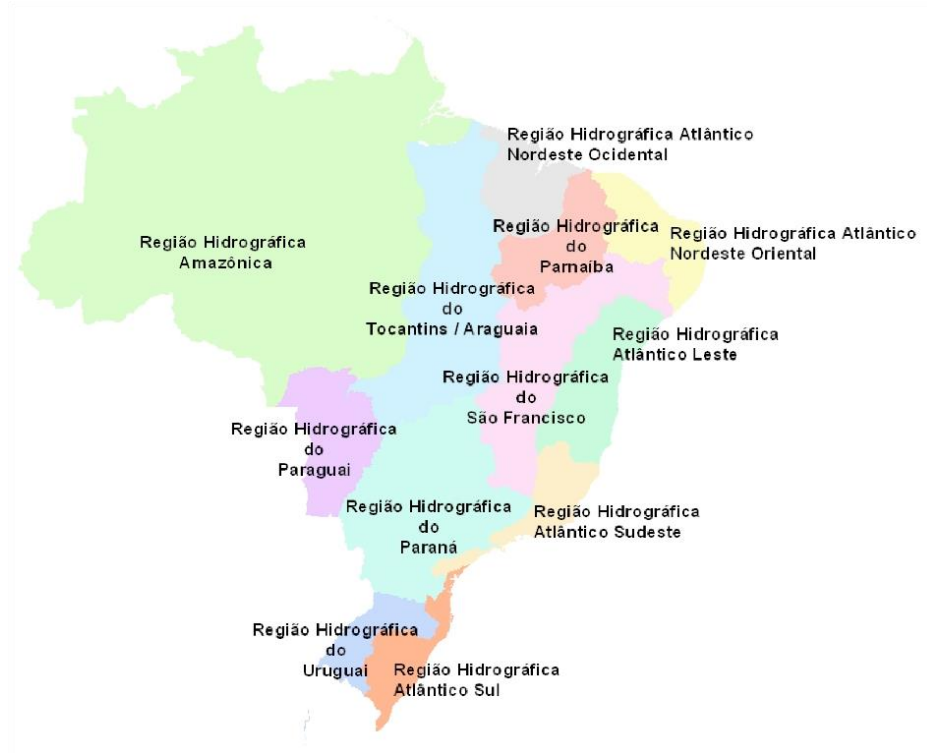 Região Hidrográfica Atlântico
Nordeste Ocidental
Região Hidrográfica
do
Parnaíba
Região Hidrográfica Atlântico
Nordeste Oriental
Região Hidrográfica
Amazônica
Região Hidrográfica
do
Tocantins / Araguaia
Região Hidrográfica
Atlântico Leste
Região Hidrográfica
do
São Francisco
Região Hidrográfica
do
Paraguai
Região Hidrográfica
do
Paraná
Região Hidrográfica
Atlântico Sudeste
Região Hidrográfica
do
Uruguai
Região Hidrográfica
Atlântico Sul